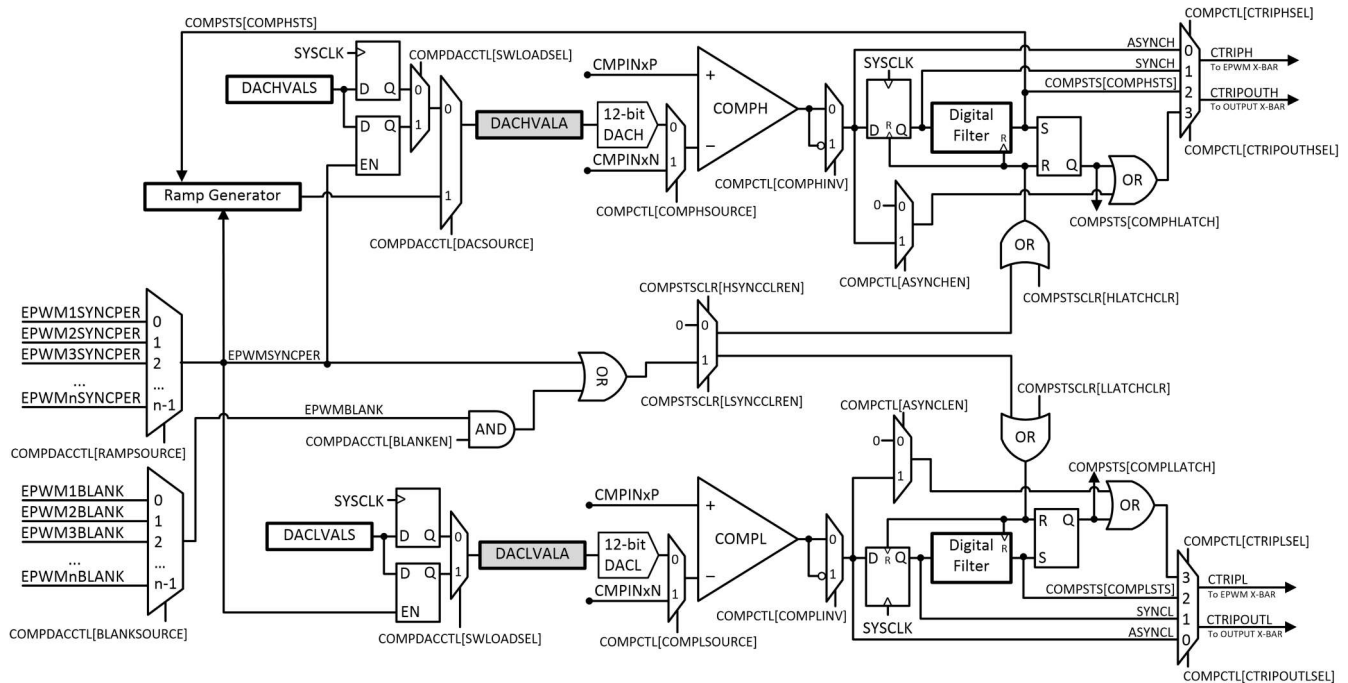 COMPSTS[COMPHSTS]
COMPCTL[CTRIPHSEL]
SYSCLK
COMPDACCTL[SWLOADSEL]
ASYNCH
0
CTRIPH
To EPWM X-BAR
CMPINxP
+
SYSCLK
SYNCH
1
DACHVALS
D Q
0
COMPSTS[COMPHSTS]
2
CTRIPOUTH
To OUTPUT X-BAR
0
12-bit
DACH
COMPH
0
3
D Q
1
DACHVALA
0
D R Q
Digital
Filter
R
S
EN
CMPINxN
1
−
1
R Q
OR
COMPCTL[CTRIPOUTHSEL]
Ramp Generator
1
COMPCTL[COMPHINV]
COMPCTL[COMPHSOURCE]
0 0
COMPSTS[COMPHLATCH]
COMPDACCTL[DACSOURCE]
1
OR
COMPCTL[ASYNCHEN]
COMPSTSCLR[HSYNCCLREN]
COMPSTSCLR[HLATCHCLR]
EPWM1SYNCPER
0
EPWM2SYNCPER
1
0 0
EPWM3SYNCPER
2
EPWMSYNCPER
1
...
...
OR
EPWMnSYNCPER
n-1
COMPSTSCLR[LLATCHCLR]
EPWMBLANK
COMPSTSCLR[LSYNCCLREN]
COMPCTL[ASYNCLEN]
AND
COMPDACCTL[BLANKEN]
OR
COMPDACCTL[RAMPSOURCE]
0 0
COMPSTS[COMPLLATCH]
1
EPWM1BLANK
0
SYSCLK
CMPINxP
+
OR
EPWM2BLANK
1
R Q
EPWM3BLANK
2
DACLVALS
D Q
0
DACLVALA
12-bit
DACL
0
COMPL
0
D R Q
Digital
Filter
R
S
COMPCTL[CTRIPLSEL]
...
...
D Q
1
1
−
1
3
CTRIPL
To EPWM X-BAR
EPWMnBLANK
n-1
EN
CMPINxN
COMPSTS[COMPLSTS]
2
COMPCTL[COMPLINV]
SYSCLK
SYNCL
1
CTRIPOUTL
To OUTPUT X-BAR
COMPDACCTL[BLANKSOURCE]
COMPDACCTL[SWLOADSEL]
COMPCTL[COMPLSOURCE]
ASYNCL
0
COMPCTL[CTRIPOUTLSEL]